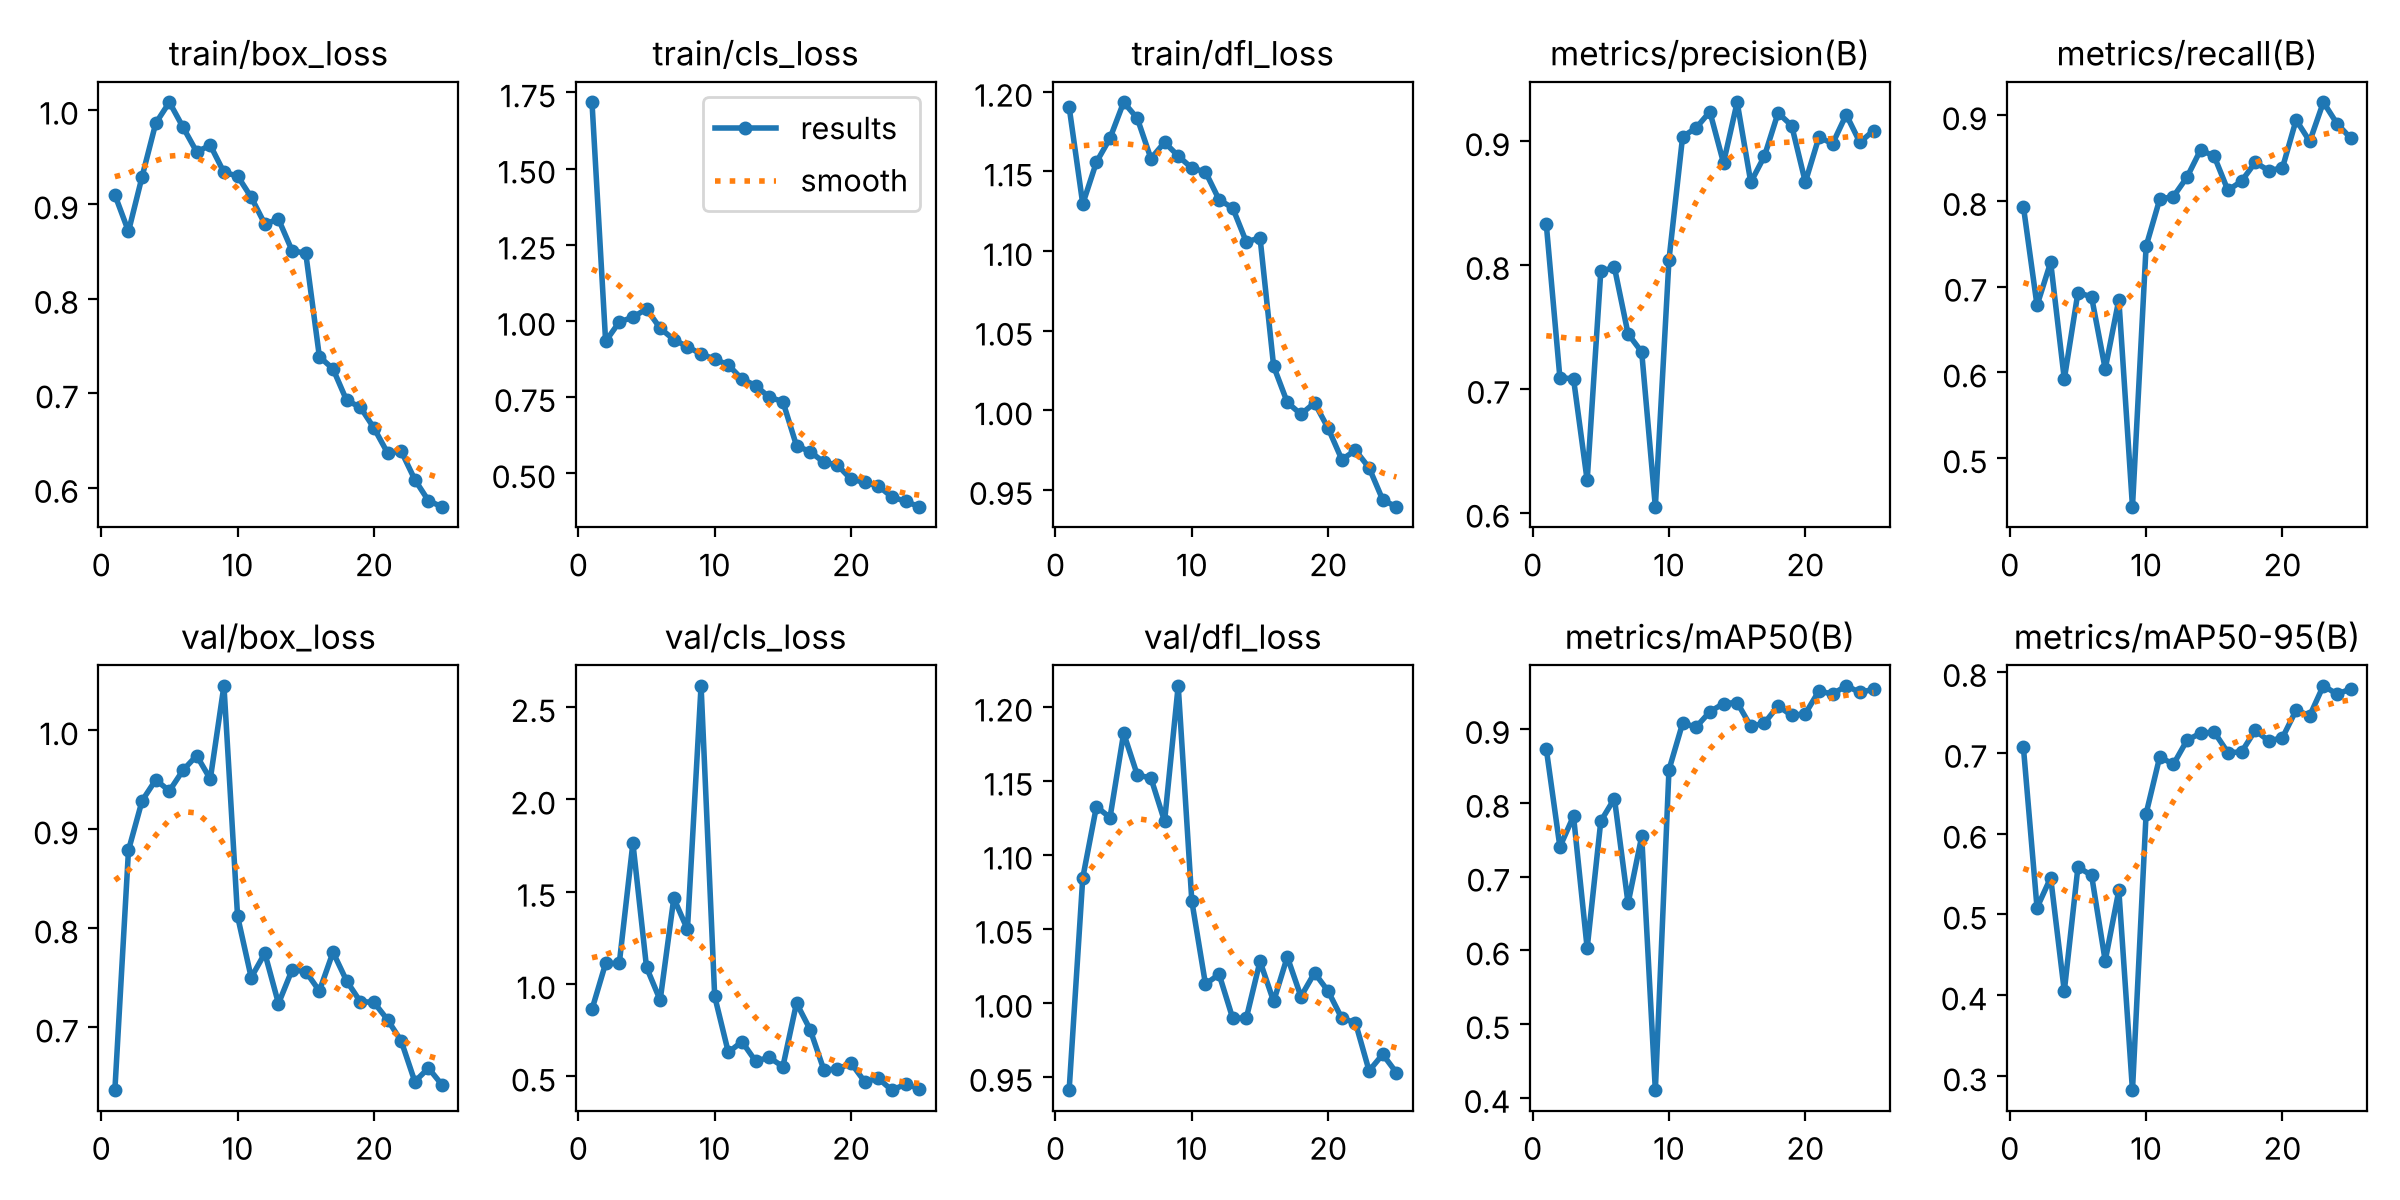 train/box_loss
1.0
0.9
0.8
0.7
0.6
0 10 20
train/cls_loss
results
smooth
1.75
1.50
1.25
1.00
0.75
0.50
0 10 20
train/dfl_loss
1.20
1.15
1.10
1.05
1.00
0.95
0 10 20
metrics/precision(B)
0.9
0.8
0.7
0.6
0 10 20
metrics/recall(B)
0.9
0.8
0.7
0.6
0.5
0 10 20
val/box_loss
1.0
0.9
0.8
0.7
0 10 20
val/cls_loss
2.5
2.0
1.5
1.0
0.5
0 10 20
val/dfl_loss
1.20
1.15
1.10
1.05
1.00
0.95
0 10 20
metrics/mAP50(B)
0.9
0.8
0.7
0.6
0.5
0.4
0 10 20
metrics/mAP50-95(B)
0.8
0.7
0.6
0.5
0.4
0.3
0 10 20